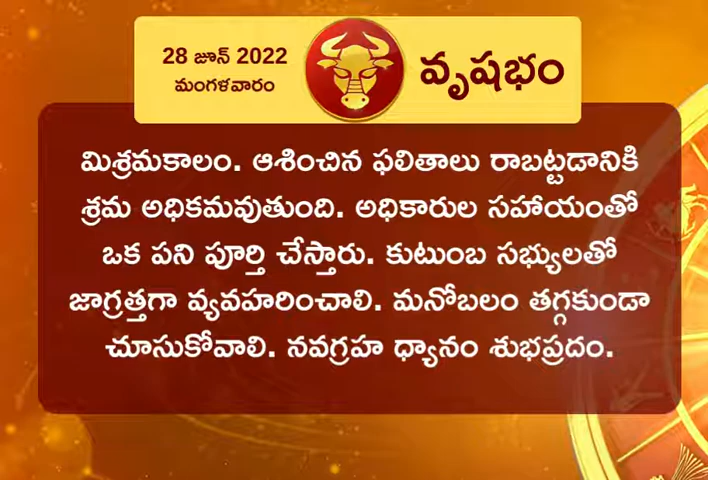 28 జూన్ 2022
మంగళవారం
వృషభం
మిశ్రమకాలం. ఆశించిన ఫలితాలు రాబట్టడానికి
శ్రమ అధికమవుతుంది. అధికారుల సహాయంతో
ఒక పని పూర్తి చేస్తారు. కుటుంబ సభ్యులతో
జాగ్రత్తగా వ్యవహరించాలి. మనోబలం తగ్గకుండా
చూసుకోవాలి. నవగ్రహ ధ్యానం శుభప్రదం.